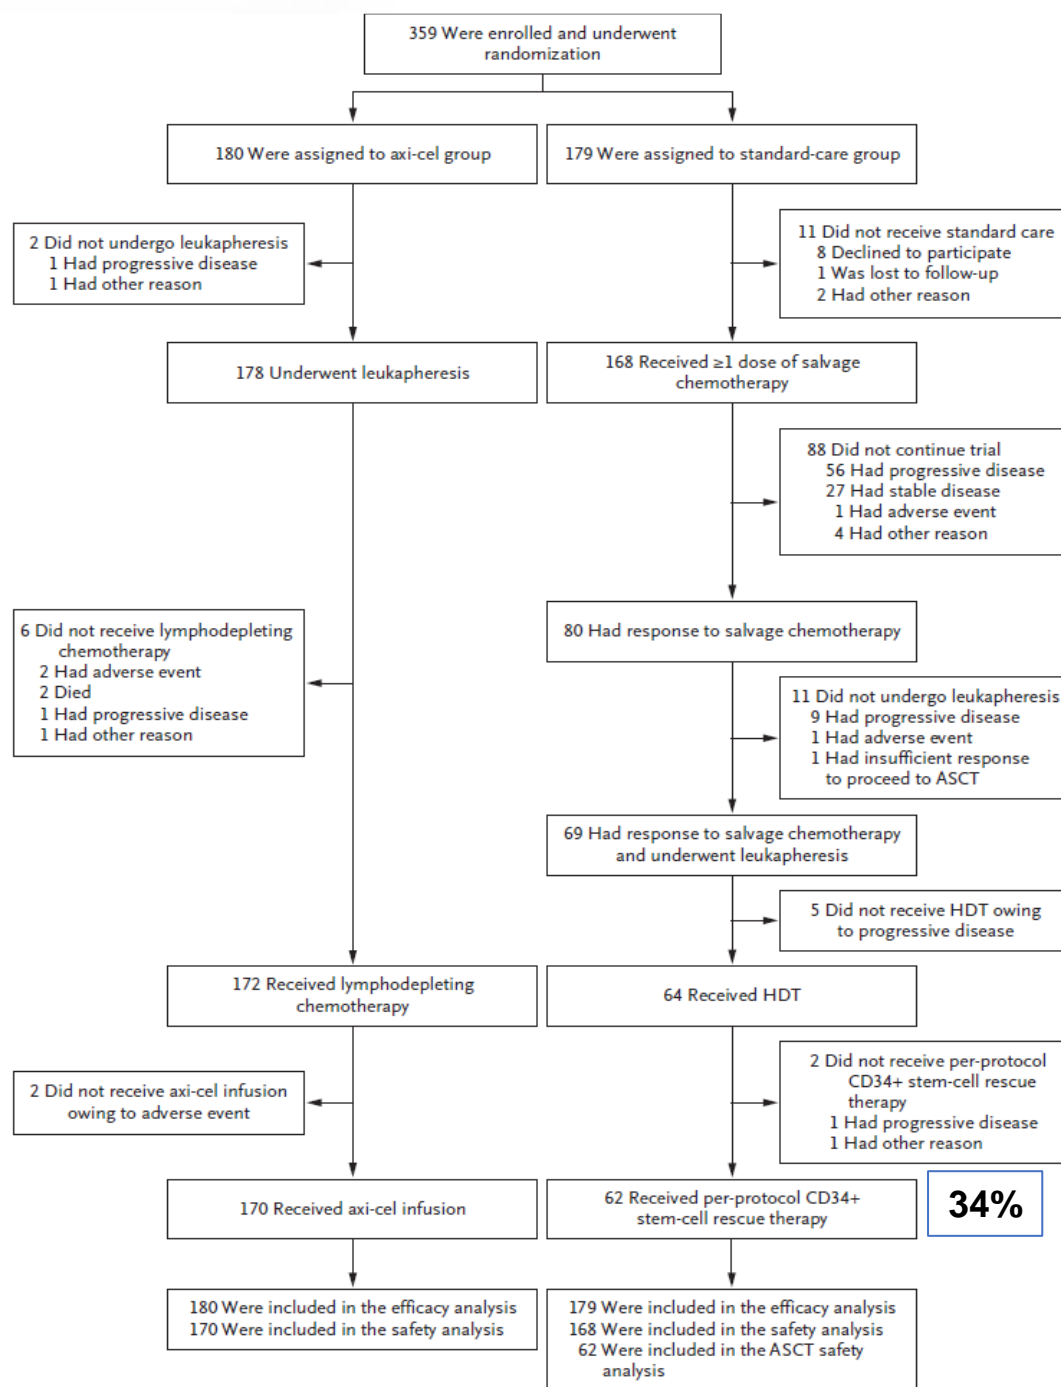 359 Were enrolled and underwent
randomization
180 Were assigned to axi-cel group
179 Were assigned to standard-care group
2 Did not undergo leukapheresis
1 Had progressive disease
1 Had other reason
11 Did not receive standard care
8 Declined to participate
1 Was lost to follow-up
2 Had other reason
178 Underwent leukapheresis
168 Received ≥1 dose of salvage
chemotherapy
88 Did not continue trial
56 Had progressive disease
27 Had stable disease
1 Had adverse event
4 Had other reason
6 Did not receive lymphodepleting
chemotherapy
2 Had adverse event
2 Died
1 Had progressive disease
1 Had other reason
80 Had response to salvage chemotherapy
11 Did not undergo leukapheresis
9 Had progressive disease
1 Had adverse event
1 Had insufficient response
to proceed to ASCT
69 Had response to salvage chemotherapy
and underwent leukapheresis
5 Did not receive HDT owing
to progressive disease
172 Received lymphodepleting
chemotherapy
64 Received HDT
2 Did not receive axi-cel infusion
owing to adverse event
2 Did not receive per-protocol
CD34+ stem-cell rescue
therapy
1 Had progressive disease
1 Had other reason
170 Received axi-cel infusion
62 Received per-protocol CD34+
stem-cell rescue therapy
34%
180 Were included in the efficacy analysis
170 Were included in the safety analysis
179 Were included in the efficacy analysis
168 Were included in the safety analysis
62 Were included in the ASCT safety
analysis